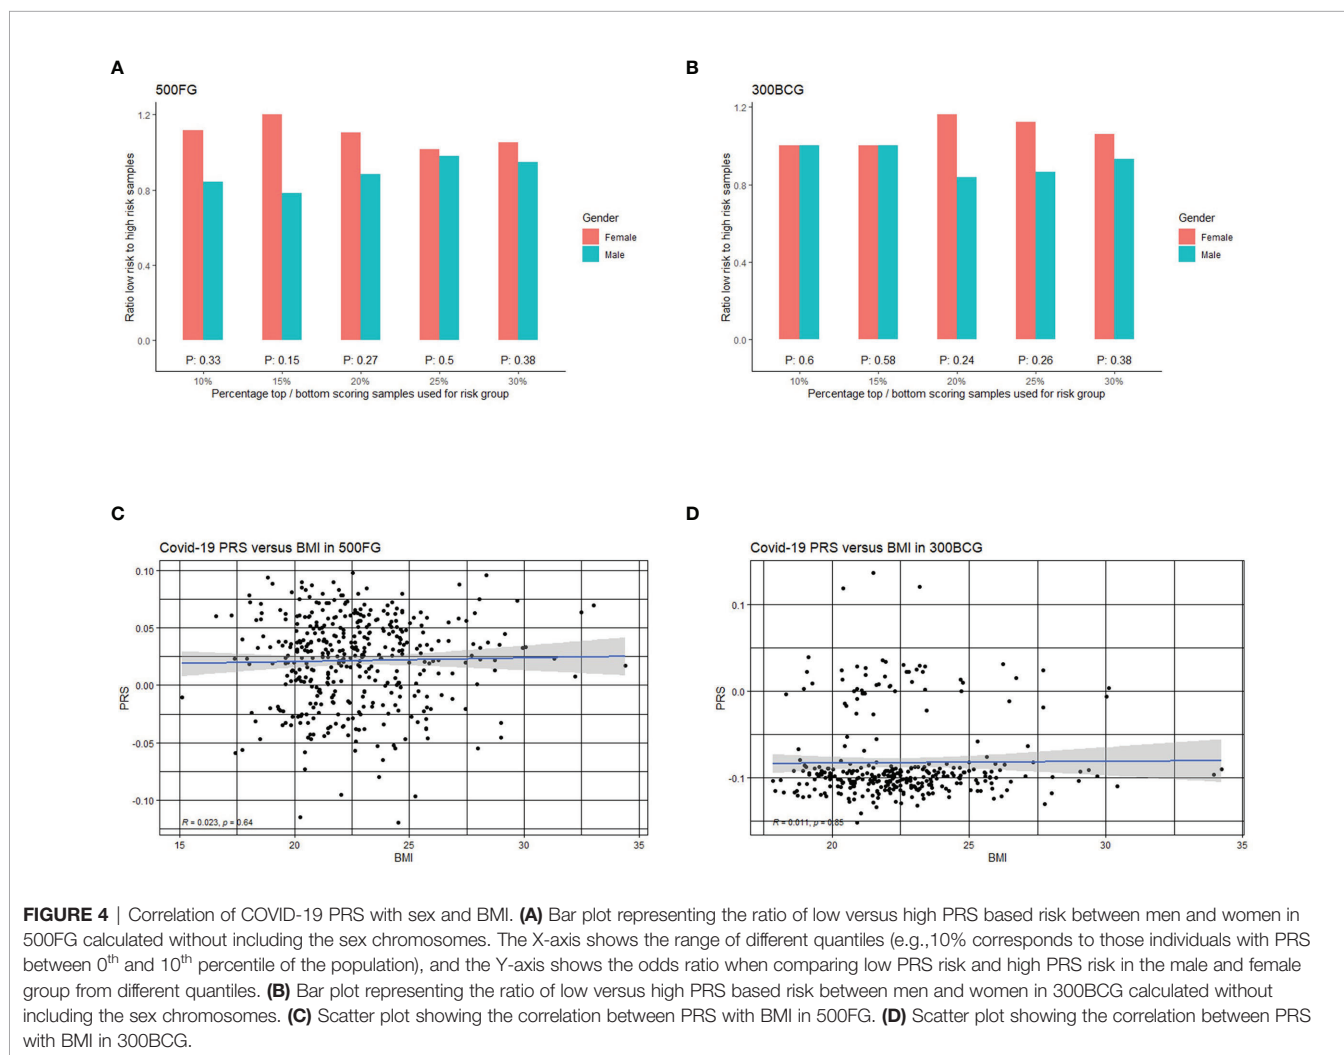 A
500FG
Ratio low risk to high risk samples
1.2
0.8
0.4
0.0
P: 0.33 P: 0.15 P: 0.27 P: 0.5 P: 0.38
10% 15% 20% 25% 30%
Percentage top / bottom scoring samples used for risk group
Gender
Female
Male
B
300BCG
Ratio low risk to high risk samples
1.2
0.8
0.4
0.0
P: 0.6 P: 0.58 P: 0.24 P: 0.26 P: 0.38
10% 15% 20% 25% 30%
Percentage top / bottom scoring samples used for risk group
Gender
Female
Male
C
Covid-19 PRS versus BMI in 500FG
PRS
0.10
0.05
0.00
-0.05
-0.10
R = 0.023, p = 0.64
15 20 25 30 35
BMI
D
Covid-19 PRS versus BMI in 300BCG
PRS
0.1
0.0
-0.1
R = 0.011, p = 0.85
20 25 30 35
BMI
FIGURE 4 | Correlation of COVID-19 PRS with sex and BMI. (A) Bar plot representing the ratio of low versus high PRS based risk between men and women in
500FG calculated without including the sex chromosomes. The X-axis shows the range of different quantiles (e.g.,10% corresponds to those individuals with PRS
between 0th and 10th percentile of the population), and the Y-axis shows the odds ratio when comparing low PRS risk and high PRS risk in the male and female
group from different quantiles. (B) Bar plot representing the ratio of low versus high PRS based risk between men and women in 300BCG calculated without
including the sex chromosomes. (C) Scatter plot showing the correlation between PRS with BMI in 500FG. (D) Scatter plot showing the correlation between PRS
with BMI in 300BCG.